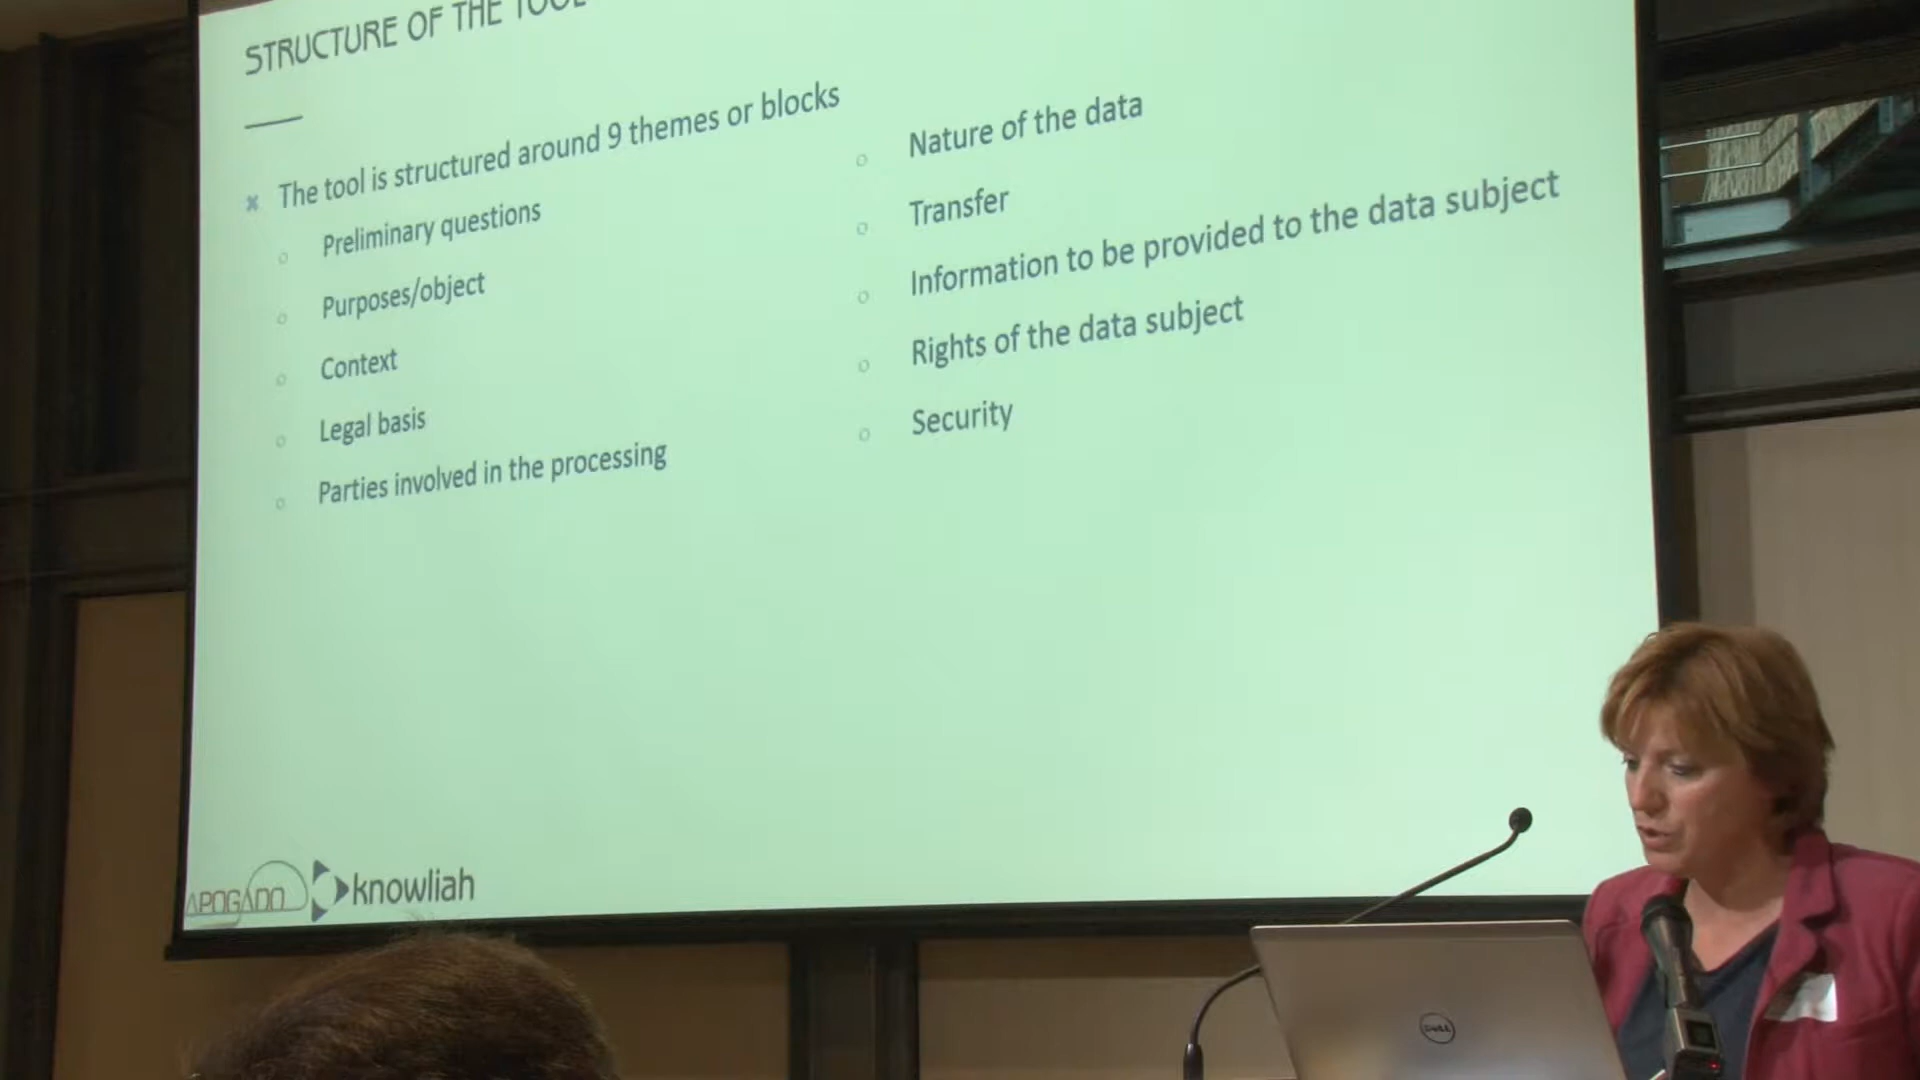 STRUCTURE OF THE TOOL
The tool is structured around 9 themes or blocks
Preliminary questions
Purposes/object
Context
Legal basis
Parties involved in the processing
Nature of the data
Transfer
Information to be provided to the data subject
Rights of the data subject
Security
APOGADO
knowliah
DELL